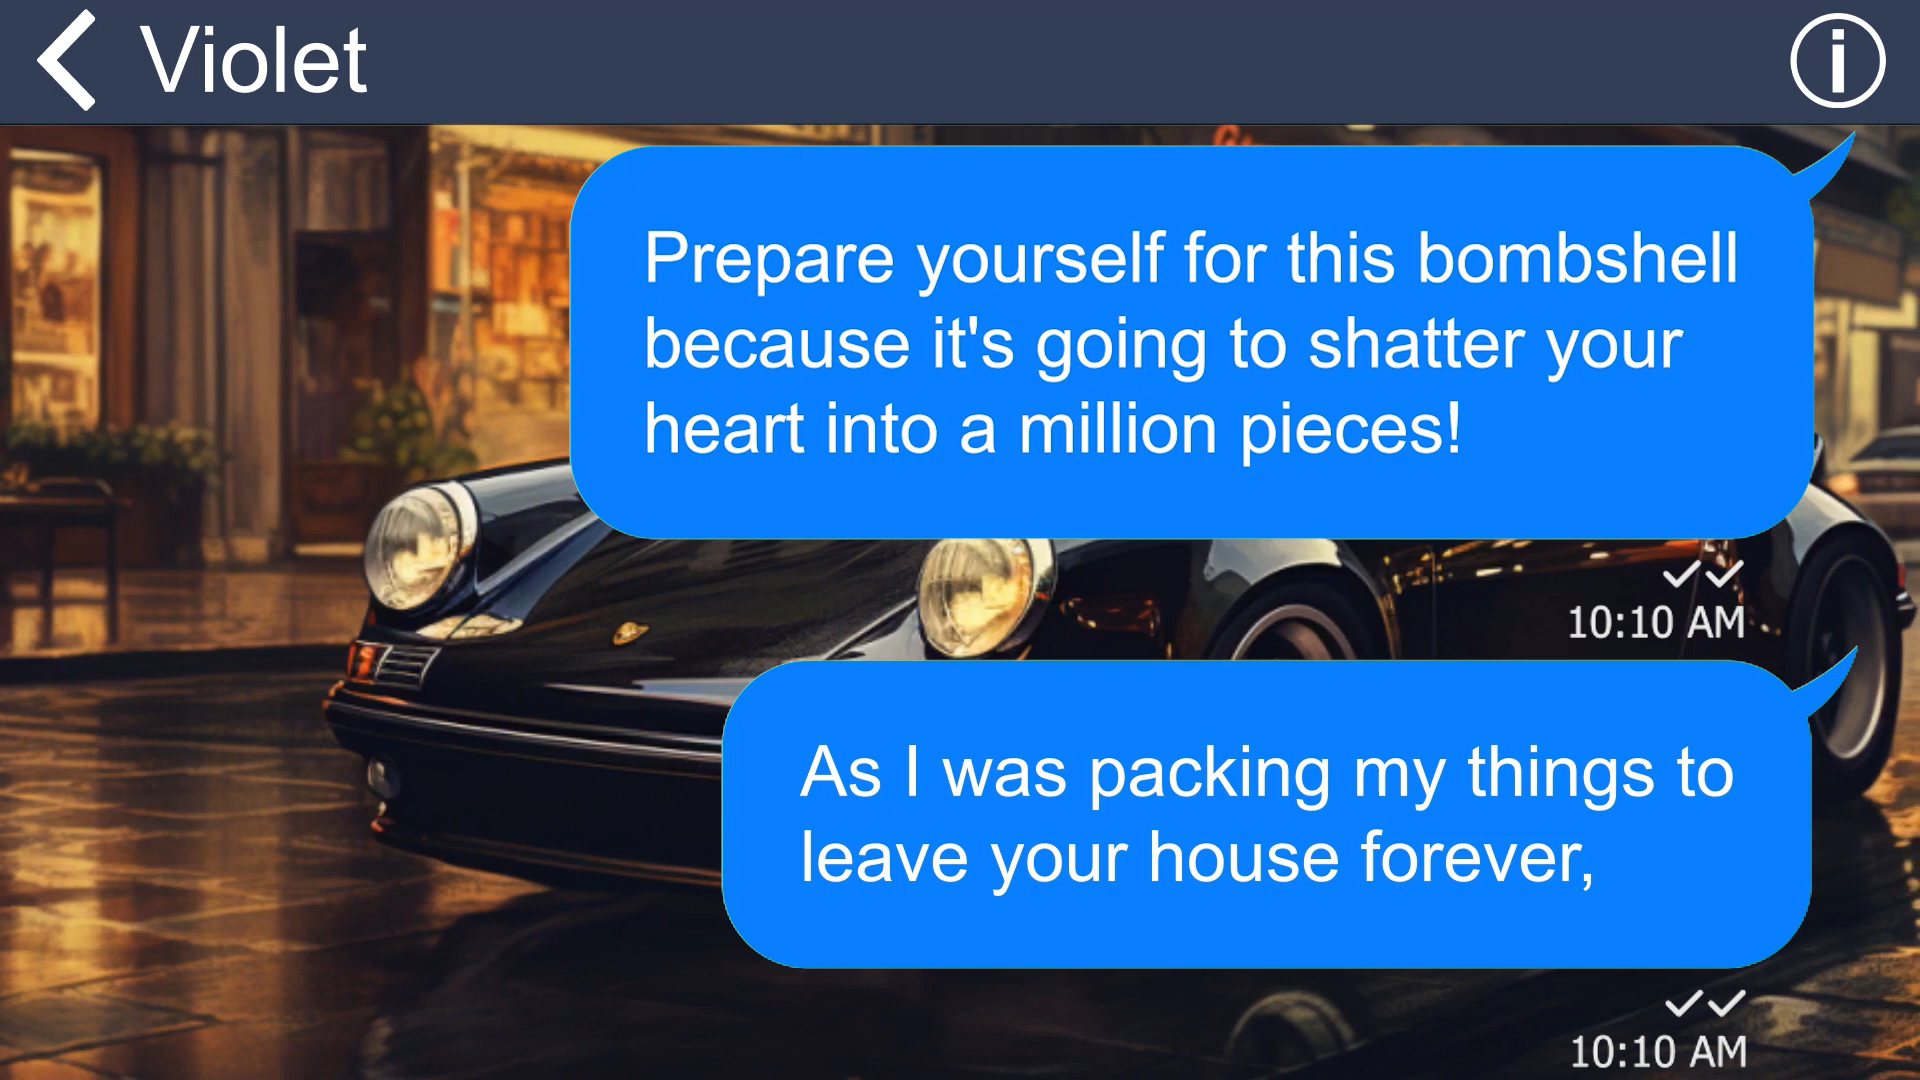 Violet
Prepare yourself for this bombshell
because it's going to shatter your
heart into a million pieces!
10:10 AM
As I was packing my things to
leave your house forever,
10:10 AM